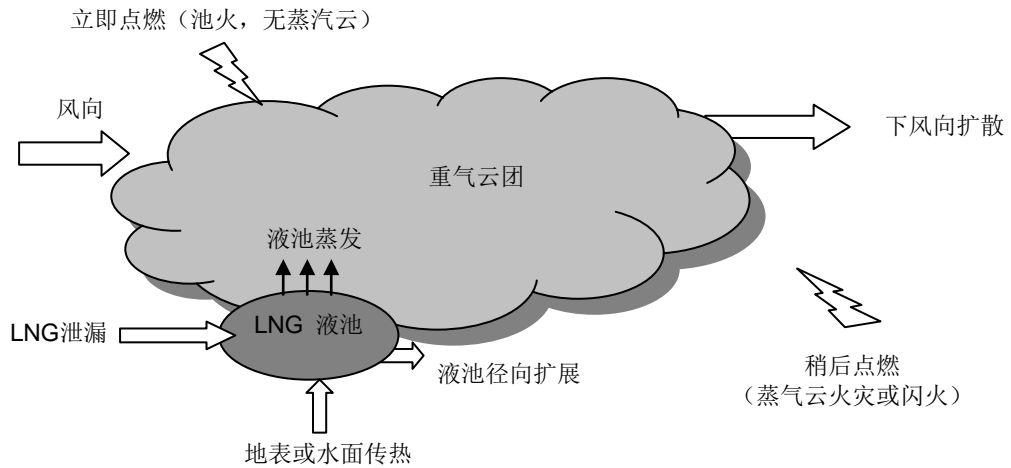 立即点燃（池火，无蒸汽云）
风向
下风向扩散
重气云团
液池蒸发
LNG 液池
LNG泄漏
液池径向扩展
稍后点燃
（蒸气云火灾或闪火）
地表或水面传热